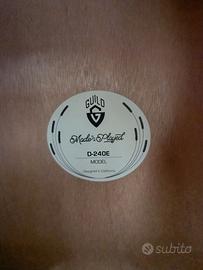 GUILD
G
Made to be Played
D-240E
MODEL
Designed in California
subito